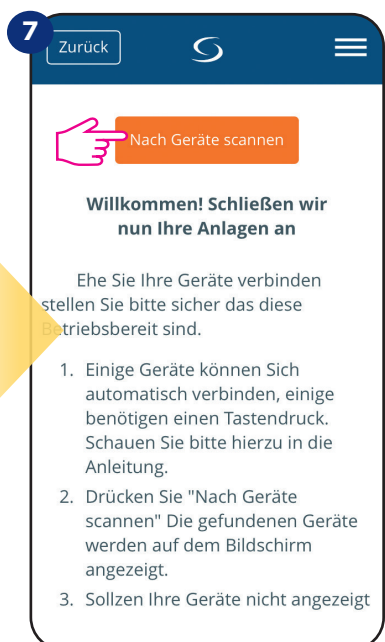 7
Zurück
Nach Geräte scannen
Willkommen! Schließen wir
nun Ihre Anlagen an
Ehe Sie Ihre Geräte verbinden
stellen Sie bitte sicher das diese
Betriebsbereit sind.
1. Einige Geräte können Sich
automatisch verbinden, einige
benötigen einen Tastendruck.
Schauen Sie bitte hierzu in die
Anleitung.
2. Drücken Sie "Nach Geräte
scannen" Die gefundenen Geräte
werden auf dem Bildschirm
angezeigt.
3. Sollzen Ihre Geräte nicht angezeigt